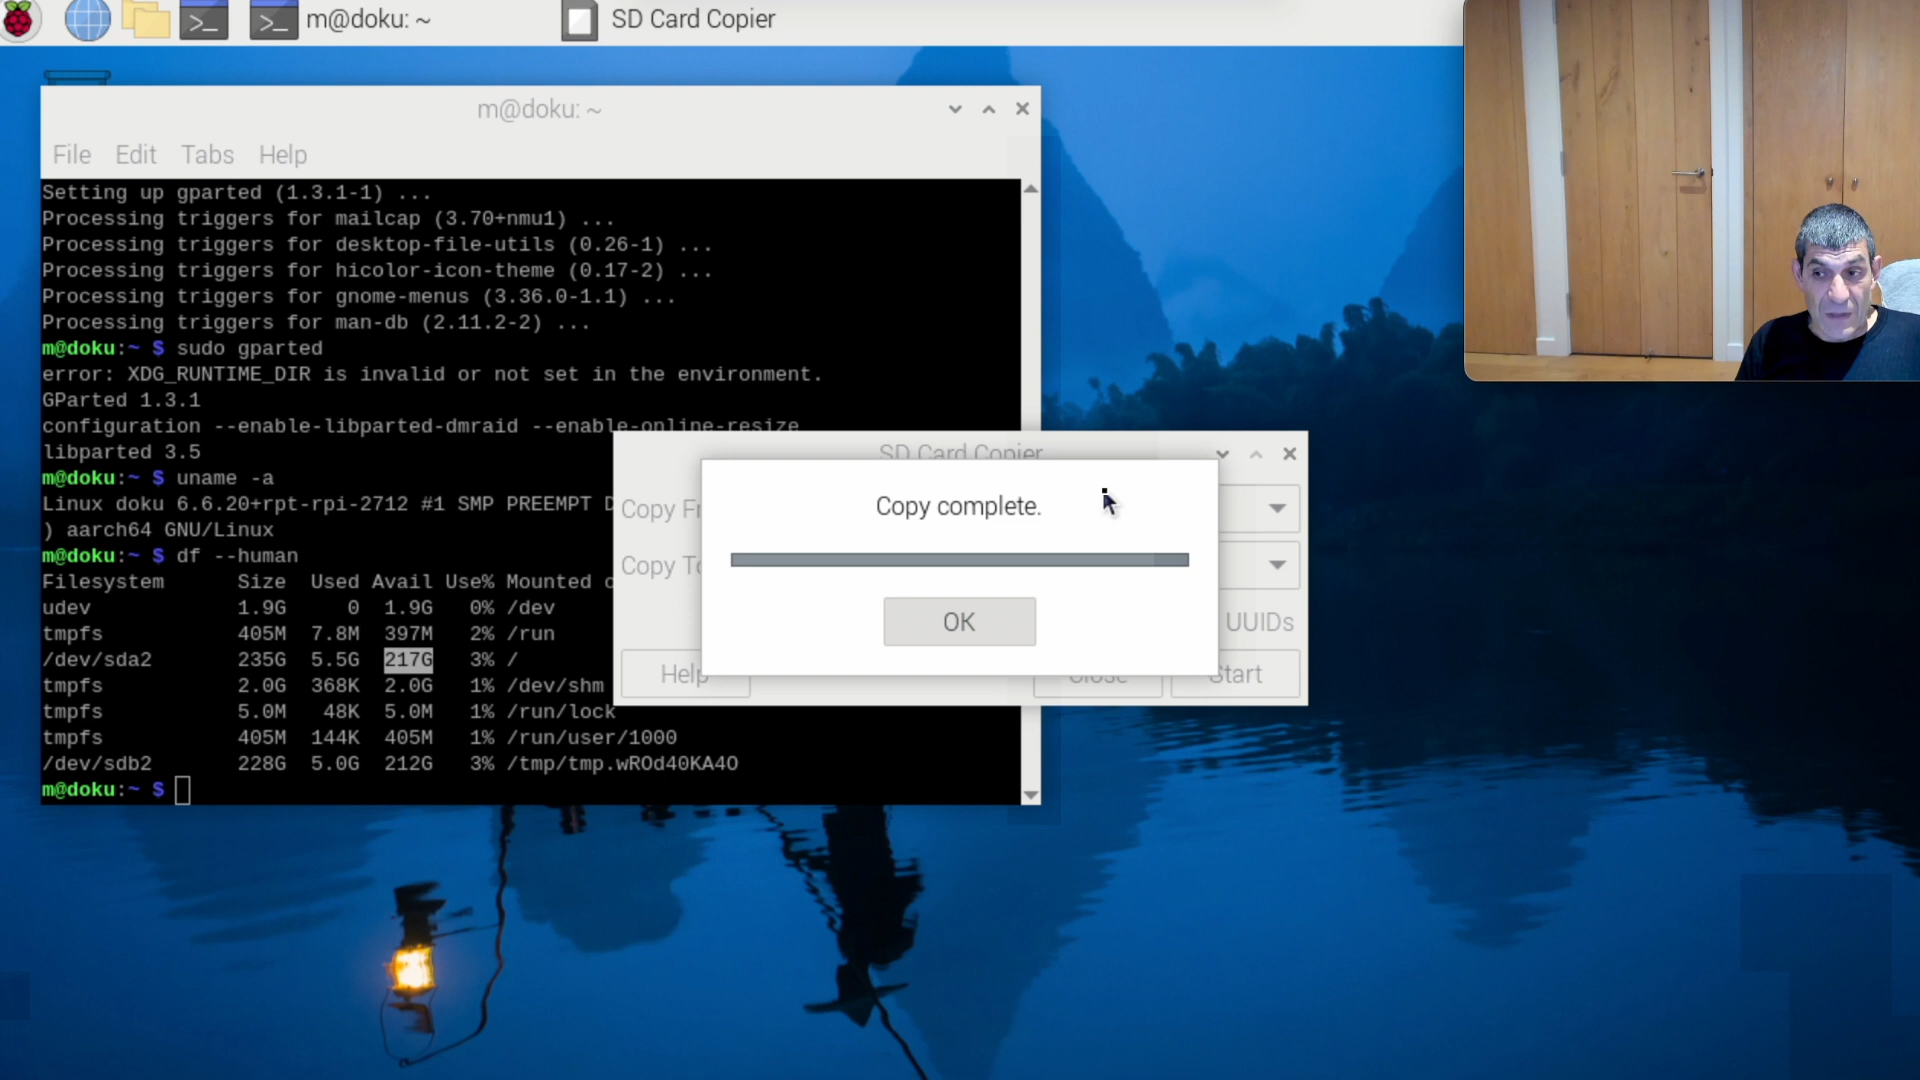 m@doku: ~
SD Card Copier
m@doku: ~
File Edit Tabs Help
Setting up gparted (1.3.1-1) ...
Processing triggers for mailcap (3.70+nmu1) ...
Processing triggers for desktop-file-utils (0.26-1) ...
Processing triggers for hicolor-icon-theme (0.17-2) ...
Processing triggers for gnome-menus (3.36.0-1.1) ...
Processing triggers for man-db (2.11.2-2) ...
m@doku:~ $ sudo gparted
error: XDG_RUNTIME_DIR is invalid or not set in the environment.
GParted 1.3.1
configuration --enable-libparted-dmraid --enable-online-resize
libparted 3.5
m@doku:~ $ uname -a
Linux doku 6.6.20+rpt-rpi-2712 #1 SMP PREEMPT D
) aarch64 GNU/Linux
m@doku:~ $ df --human
Filesystem Size Used Avail Use% Mounted o
udev 1.9G 0 1.9G 0% /dev
tmpfs 405M 7.8M 397M 2% /run
/dev/sda2 235G 5.5G 217G 3% /
tmpfs 2.0G 368K 2.0G 1% /dev/shm
tmpfs 5.0M 48K 5.0M 1% /run/lock
tmpfs 405M 144K 405M 1% /run/user/1000
/dev/sdb2 228G 5.0G 212G 3% /tmp/tmp.wROd40KA4O
m@doku:~ $
SD Card Copier
Copy Fr
Copy To
UUIDs
Help Close Start
Copy complete.
OK